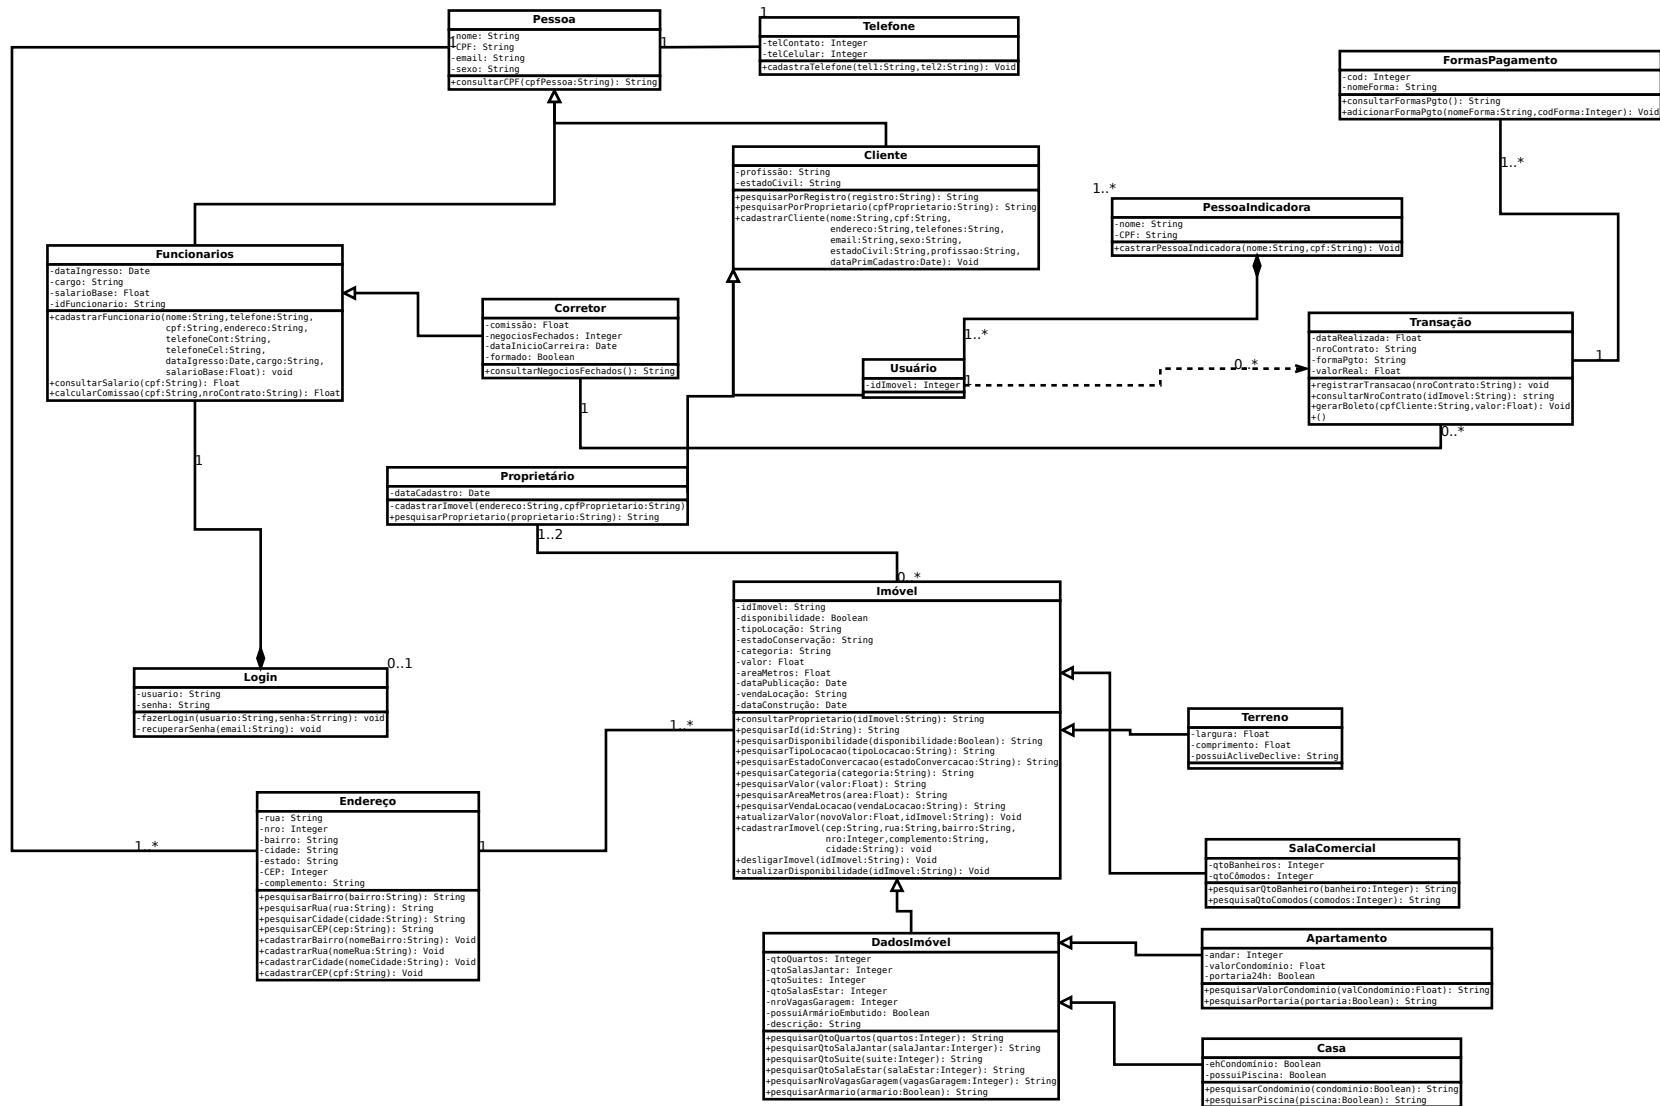 Pessoa
-nome: String
-CPF: String
-email: String
-sexo: String
+consultarCPF(cpfPessoa:String): String
1
1
1
Telefone
-telContato: Integer
-telCelular: Integer
+cadastraTelefone(tel1:String,tel2:String): Void
FormasPagamento
-cod: Integer
-nomeForma: String
+consultarFormasPgto(): String
+adicionarFormaPgto(nomeForma:String,codForma:Integer): Void
1..*
Cliente
-profissão: String
-estadoCivil: String
+pesquisarPorRegistro(registro:String): String
+pesquisarPorProprietario(cpfProprietario:String): String
+cadastrarCliente(nome:String,cpf:String,
endereco:String,telefones:String,
email:String,sexo:String,
estadoCivil:String,profissao:String,
dataPrimCadastro:Date): Void
1..*
PessoaIndicadora
-nome: String
-CPF: String
+castrarPessoaIndicadora(nome:String,cpf:String): Void
Funcionarios
-dataIngresso: Date
-cargo: String
-salarioBase: Float
-idFuncionario: String
+cadastrarFuncionario(nome:String,telefone:String,
cpf:String,endereco:String,
telefoneCont:String,
telefoneCel:String,
dataIgresso:Date,cargo:String,
salarioBase:Float): void
+consultarSalario(cpf:String): Float
+calcularComissao(cpf:String,nroContrato:String): Float
1
Corretor
-comissão: Float
-negociosFechados: Integer
-dataInicioCarreira: Date
-formado: Boolean
+consultarNegociosFechados(): String
1
1..*
Usuário
-idImovel: Integer
1
0..*
Transação
-dataRealizada: Float
-nroContrato: String
-formaPgto: String
-valorReal: Float
+registrarTransacao(nroContrato:String): void
+consultarNroContrato(idImovel:String): string
+gerarBoleto(cpfCliente:String,valor:Float): Void
+()
1
0..*
Proprietário
-dataCadastro: Date
-cadastrarImovel(endereco:String,cpfProprietario:String)
+pesquisarProprietario(proprietario:String): String
1..2
0..*
Imóvel
-idImovel: String
-disponibilidade: Boolean
-tipoLocação: String
-estadoConservação: String
-categoria: String
-valor: Float
-areaMetros: Float
-dataPublicação: Date
-vendaLocação: String
-dataConstrução: Date
+consultarProprietario(idImovel:String): String
+pesquisarId(id:String): String
+pesquisarDisponibilidade(disponibilidade:Boolean): String
+pesquisarTipoLocacao(tipoLocacao:String): String
+pesquisarEstadoConvercacao(estadoConvercacao:String): String
+pesquisarCategoria(categoria:String): String
+pesquisarValor(valor:Float): String
+pesquisarAreaMetros(area:Float): String
+pesquisarVendaLocacao(vendaLocacao:String): String
+atualizarValor(novoValor:Float,idImovel:String): Void
+cadastrarImovel(cep:String,rua:String,bairro:String,
nro:Integer,complemento:String,
cidade:String): void
+desligarImovel(idImovel:String): Void
+atualizarDisponibilidade(idImovel:String): Void
0..1
Login
-usuario: String
-senha: String
-fazerLogin(usuario:String,senha:Strring): void
-recuperarSenha(email:String): void
1..*
Terreno
-largura: Float
-comprimento: Float
-possuiAcliveDeclive: String
Endereço
-rua: String
-nro: Integer
-bairro: String
-cidade: String
-estado: String
-CEP: Integer
-complemento: String
+pesquisarBairro(bairro:String): String
+pesquisarRua(rua:String): String
+pesquisarCidade(cidade:String): String
+pesquisarCEP(cep:String): String
+cadastrarBairro(nomeBairro:String): Void
+cadastrarRua(nomeRua:String): Void
+cadastrarCidade(nomeCidade:String): Void
+cadastrarCEP(cpf:String): Void
1..*
1
SalaComercial
-qtoBanheiros: Integer
-qtoCômodos: Integer
+pesquisarQtoBanheiro(banheiro:Integer): String
+pesquisaQtoComodos(comodos:Integer): String
DadosImóvel
-qtoQuartos: Integer
-qtoSalasJantar: Integer
-qtoSuites: Integer
-qtoSalasEstar: Integer
-nroVagasGaragem: Integer
-possuiArmárioEmbutido: Boolean
-descrição: String
+pesquisarQtoQuartos(quartos:Integer): String
+pesquisarQtoSalaJantar(salaJantar:Interger): String
+pesquisarQtoSuite(suite:Integer): String
+pesquisarQtoSalaEstar(salaEstar:Integer): String
+pesquisarNroVagasGaragem(vagasGaragem:Integer): String
+pesquisarArmario(armario:Boolean): String
Apartamento
-andar: Integer
-valorCondomínio: Float
-portaria24h: Boolean
+pesquisarValorCondominio(valCondominio:Float): String
+pesquisarPortaria(portaria:Boolean): String
Casa
-ehCondomínio: Boolean
-possuiPiscina: Boolean
+pesquisarCondominio(condominio:Boolean): String
+pesquisarPiscina(piscina:Boolean): String